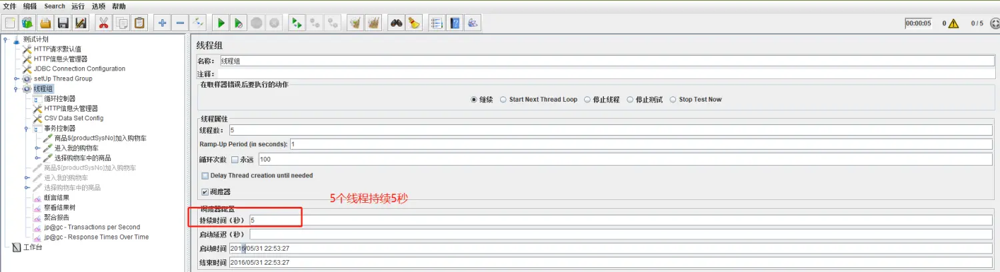 文件 编辑 Search 运行 选项 帮助
00:00:05 0 0 / 5
测试计划
HTTP请求默认值
HTTP信息头管理器
JDBC Connection Configuration
setUp Thread Group
线程组
循环控制器
HTTP信息头管理器
CSV Data Set Config
事务控制器
商品${productSysNo}加入购物车
进入我的购物车
选择购物车中的商品
商品${productSysNo}加入购物车
进入我的购物车
选择购物车中的商品
断言结果
察看结果树
聚合报告
jp@gc - Transactions per Second
jp@gc - Response Times Over Time
工作台
线程组
名称: 线程组
注释:
在取样器错误后要执行的动作
继续 Start Next Thread Loop 停止线程 停止测试 Stop Test Now
线程属性
线程数: 5
Ramp-Up Period (in seconds): 1
循环次数 永远 100
Delay Thread creation until needed
调度器
5个线程持续5秒
调度器配置
持续时间（秒） 5
启动延迟（秒）
启动时间 2016/05/31 22:53:27
结束时间 2016/05/31 22:53:27